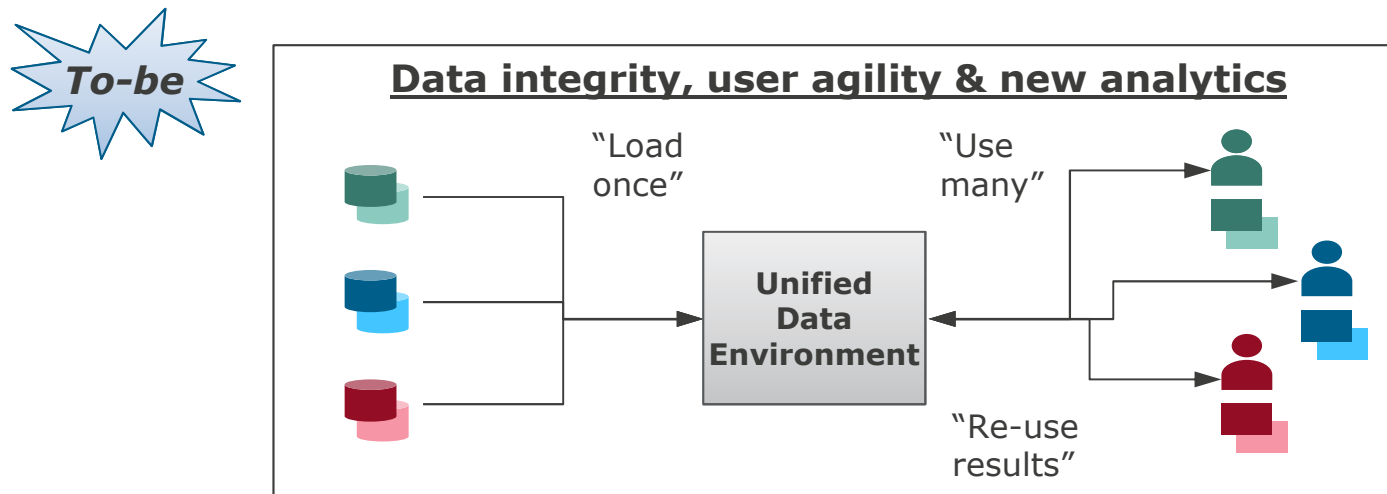 To-be
Data integrity, user agility & new analytics
“Load
once”
“Use
many”
Unified
Data
Environment
“Re-use
results”